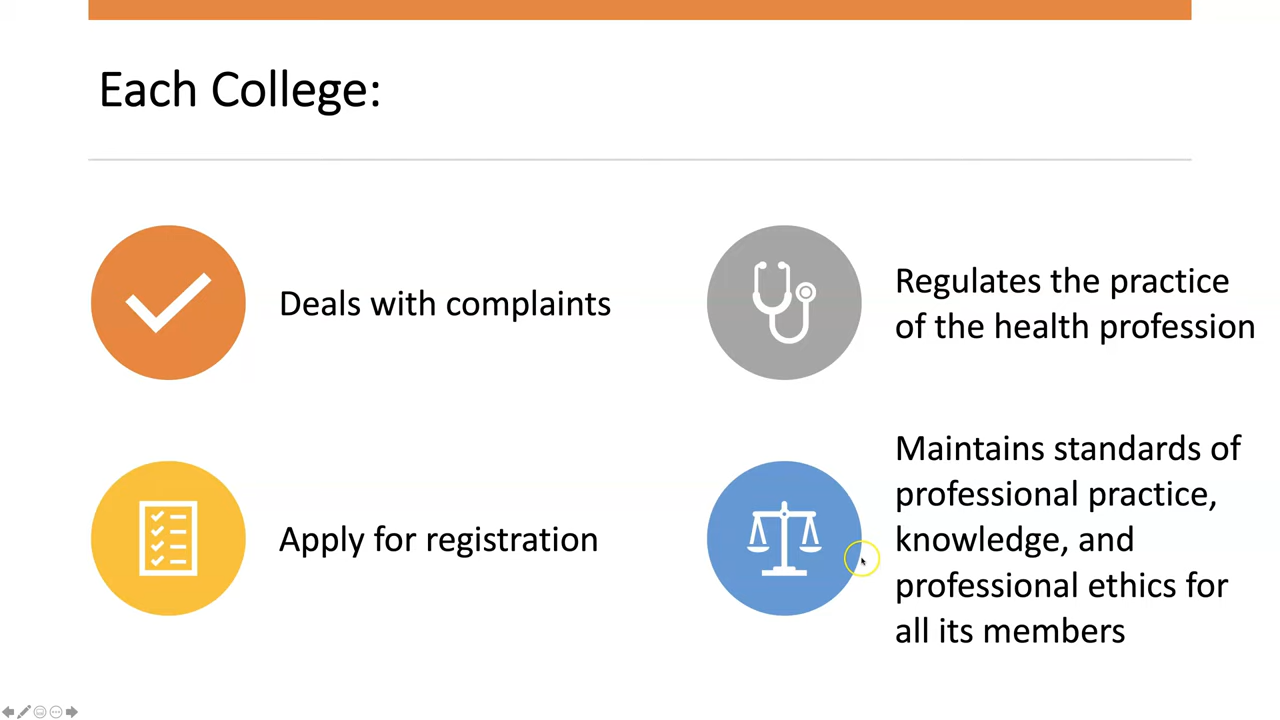 Each College:
Deals with complaints
Regulates the practice
of the health profession
Apply for registration
Maintains standards of
professional practice,
knowledge, and
professional ethics for
all its members